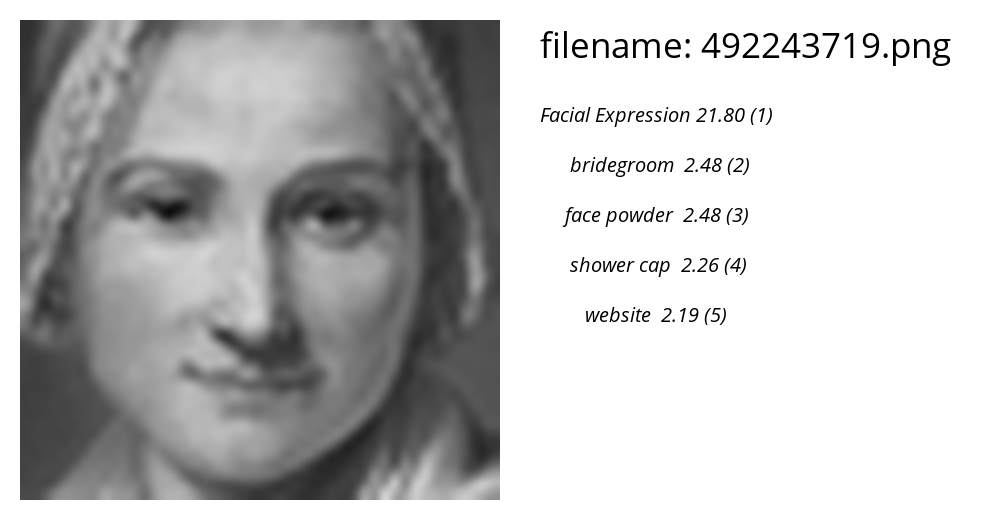 filename: 492243719.png
Facial Expression 21.80 (1)
bridegroom 2.48 (2)
face powder 2.48 (3)
shower cap 2.26 (4)
website 2.19 (5)